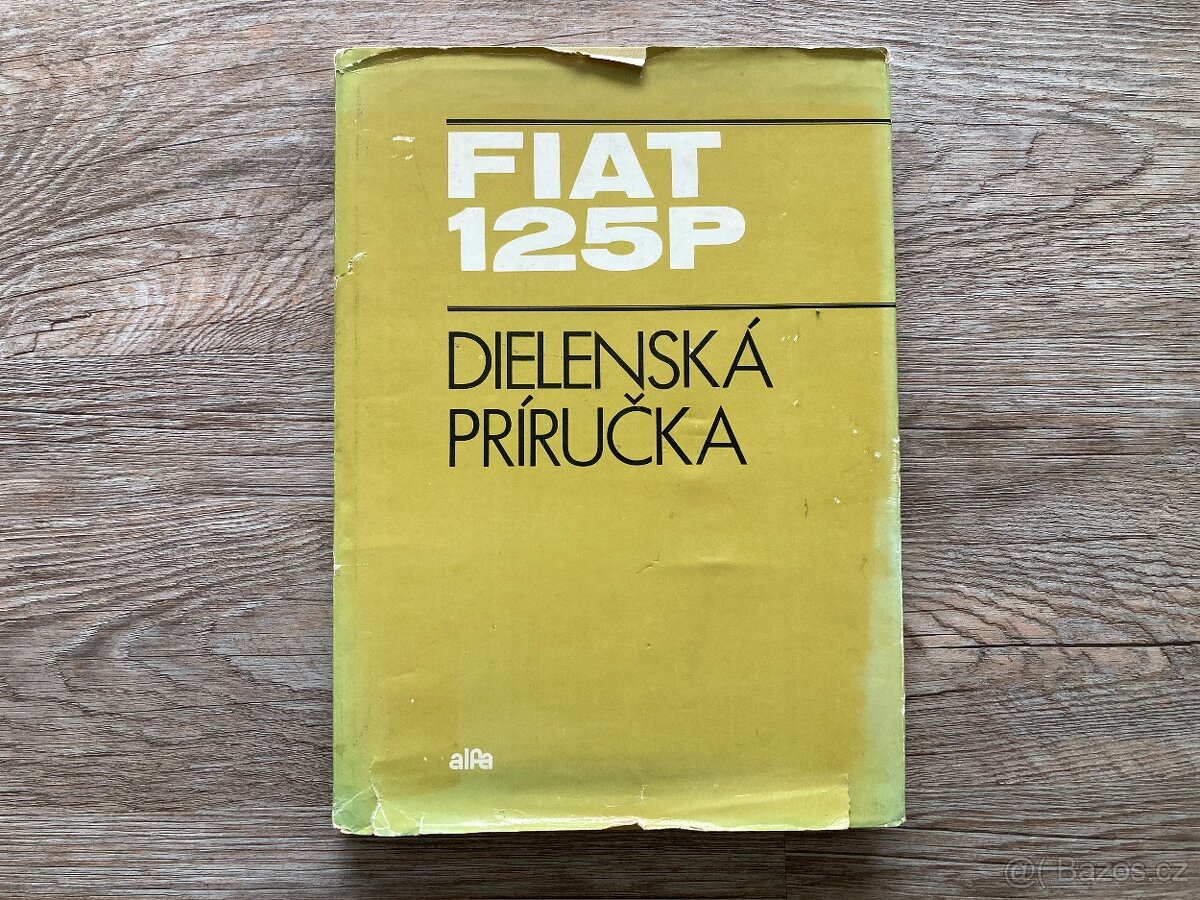 FIAT
125P
DIELENSKÁ
PRÍRUČKA
alfa
@( Bazos.cz